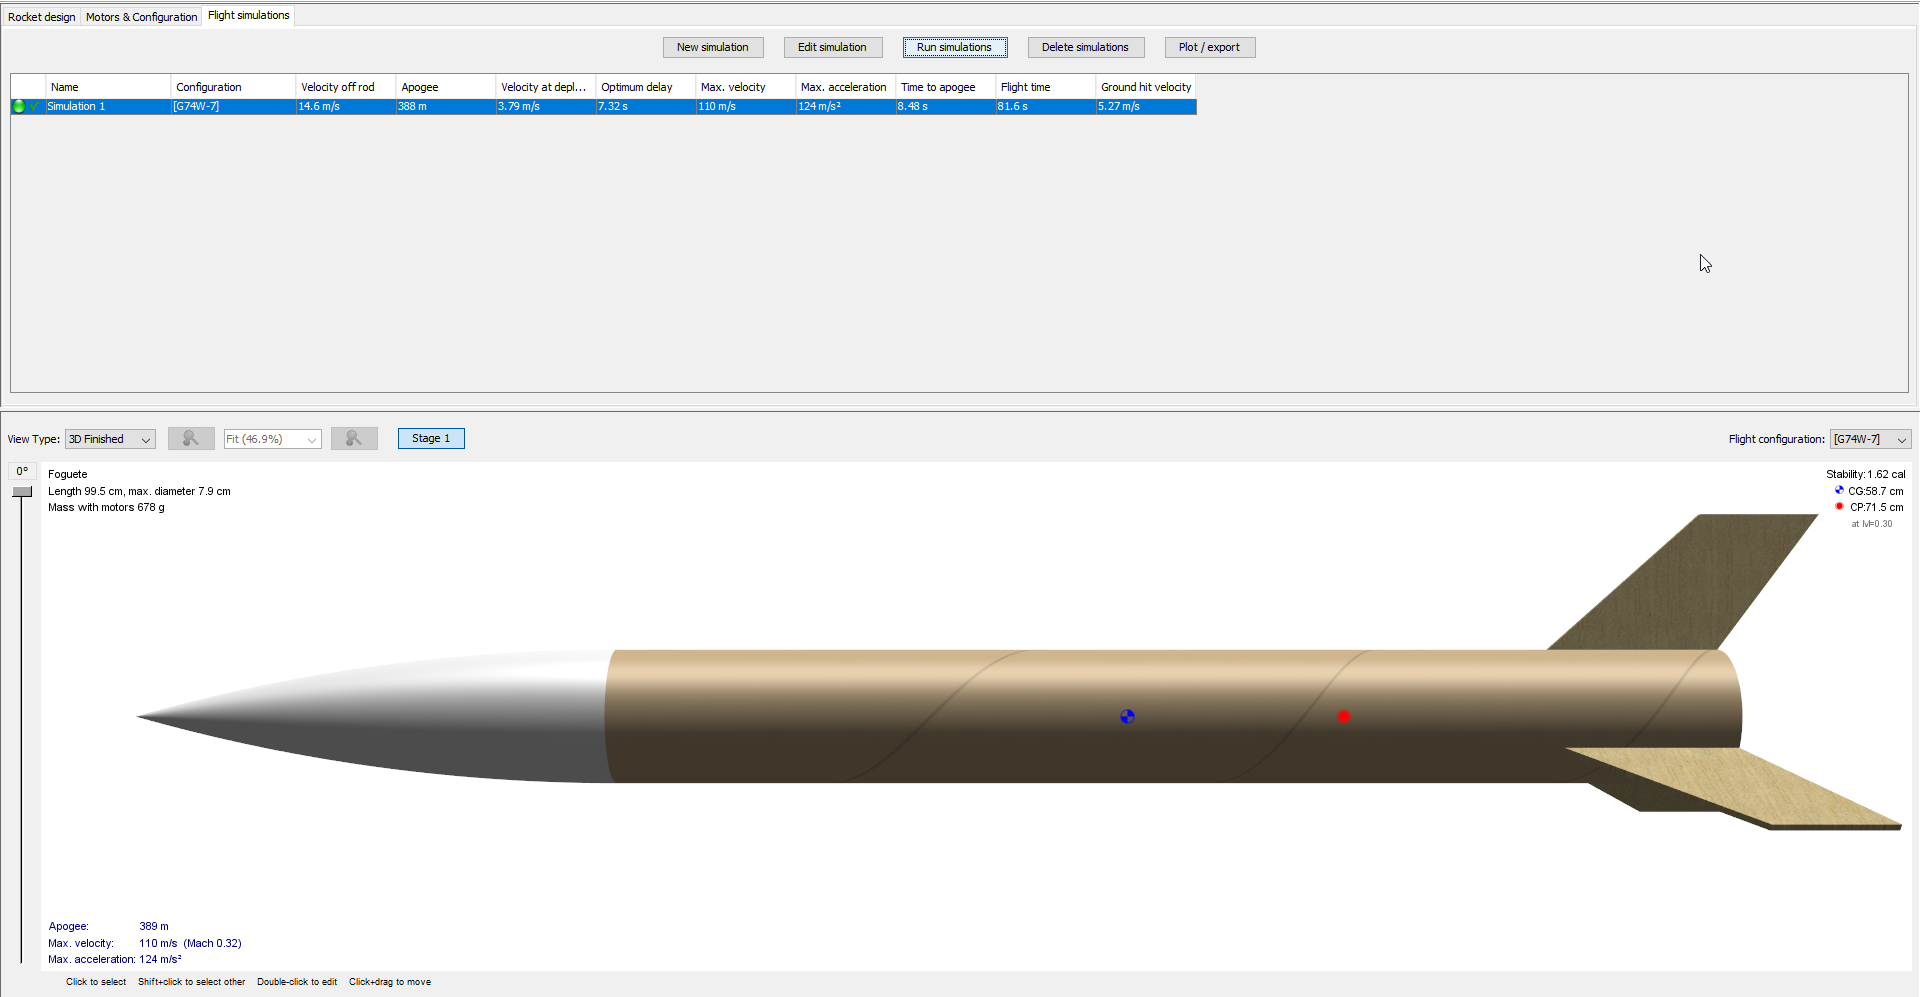 Rocket design Motors & Configuration Flight simulations
New simulation Edit simulation Run simulations Delete simulations Plot / export
Name Configuration Velocity off rod Apogee Velocity at depl... Optimum delay Max. velocity Max. acceleration Time to apogee Flight time Ground hit velocity
Simulation 1 [G74W-7] 14.6 m/s 388 m 3.79 m/s 7.32 s 110 m/s 124 m/s² 8.48 s 81.6 s 5.27 m/s
View Type: 3D Finished Fit (46.9%) Stage 1 Flight configuration: [G74W-7]
0°
Foguete
Length 99.5 cm, max. diameter 7.9 cm
Mass with motors 678 g
Stability:1.62 cal
CG:58.7 cm
CP:71.5 cm
at M=0.30
Apogee: 389 m
Max. velocity: 110 m/s (Mach 0.32)
Max. acceleration: 124 m/s²
Click to select Shift+click to select other Double-click to edit Click+drag to move